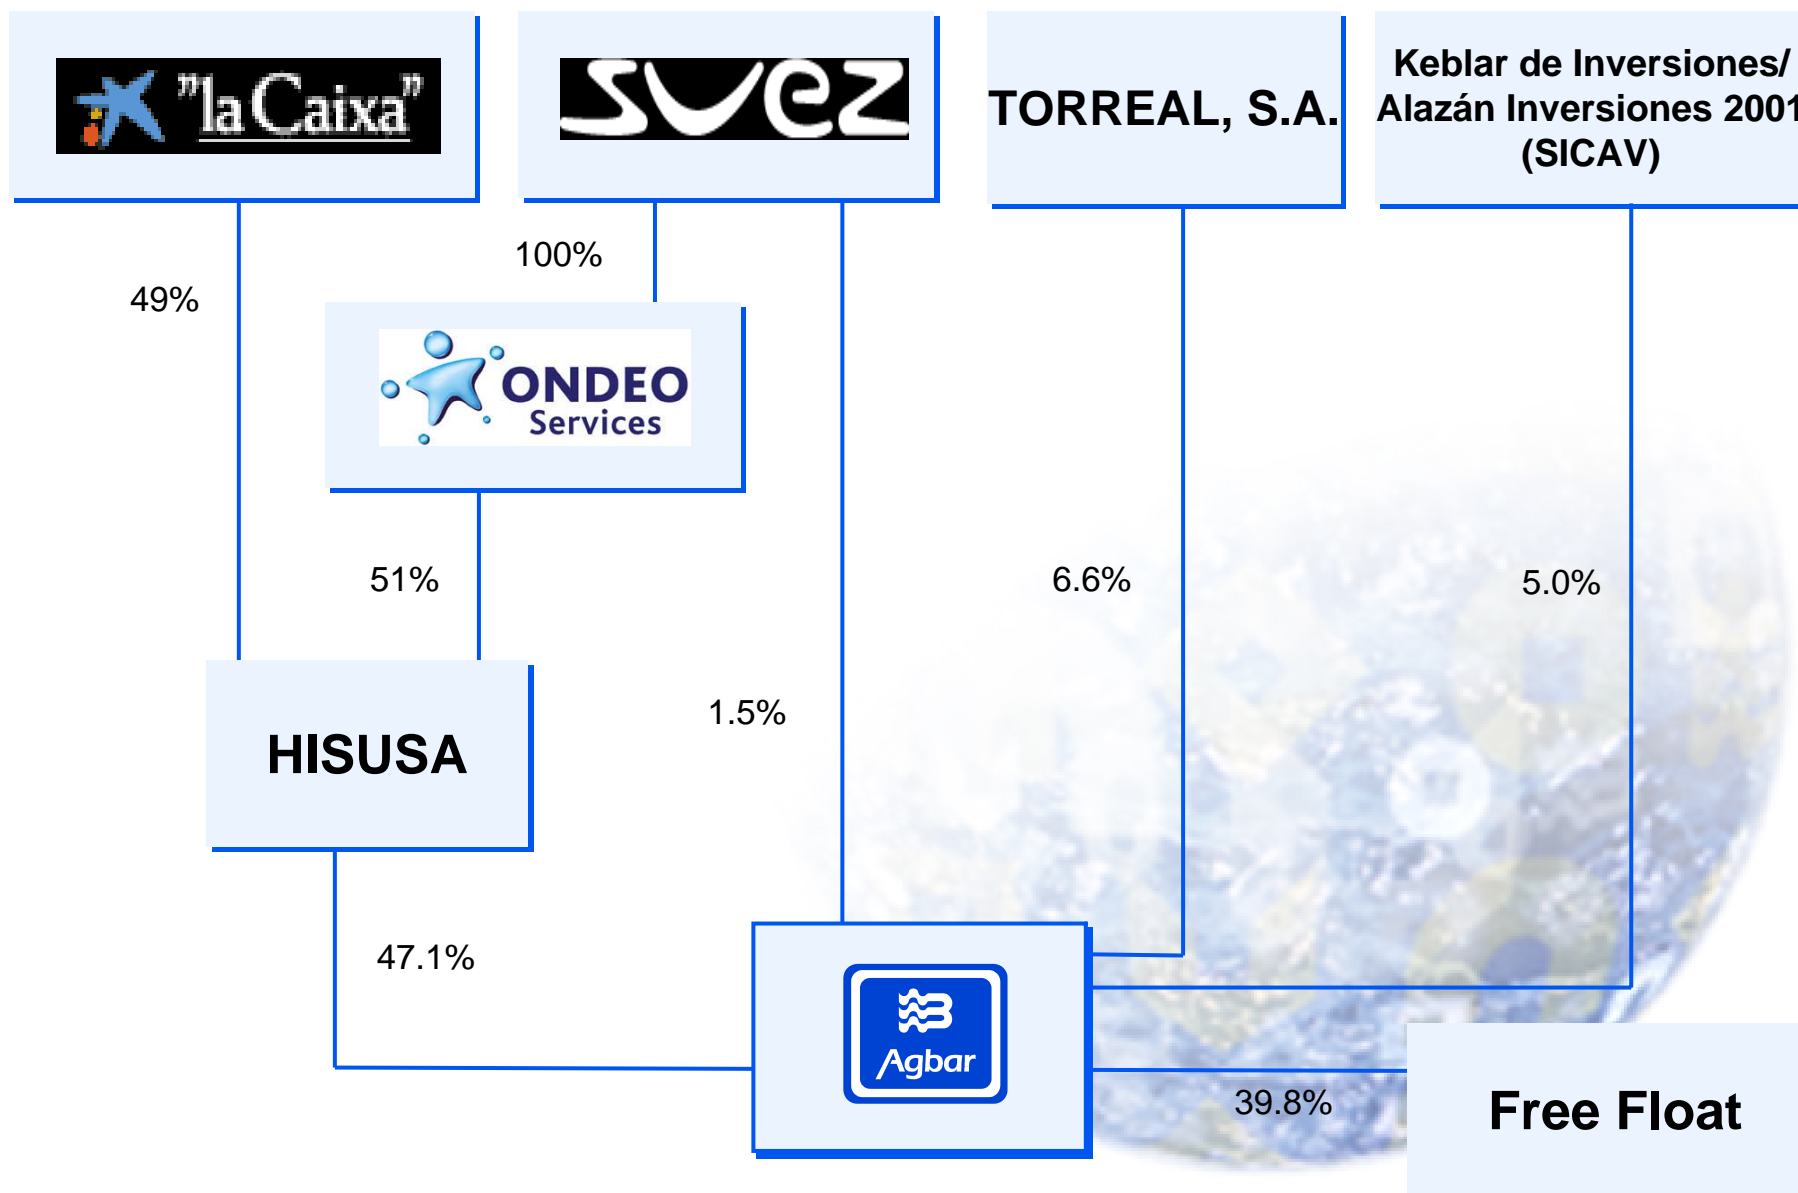 "la Caixa"
suez
TORREAL, S.A.
Keblar de Inversiones/
Alazán Inversiones 2001
(SICAV)
100%
49%
ONDEO
Services
51%
6.6%
5.0%
1.5%
HISUSA
47.1%
Agbar
39.8%
Free Float